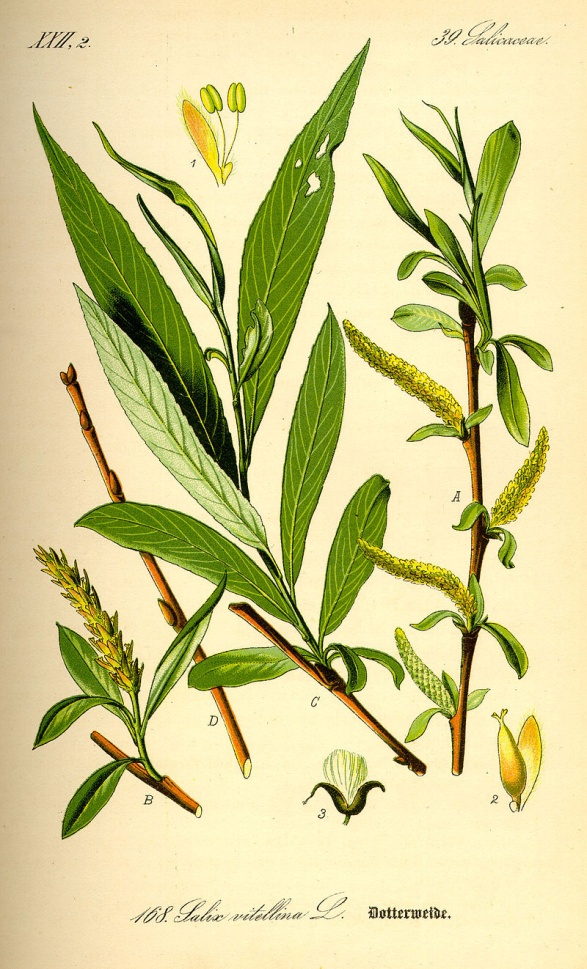 XXII, 2.
39. Salicaceae.
1
A
D
C
B
2
3
168. Salix vitellina L. Dotterweide.